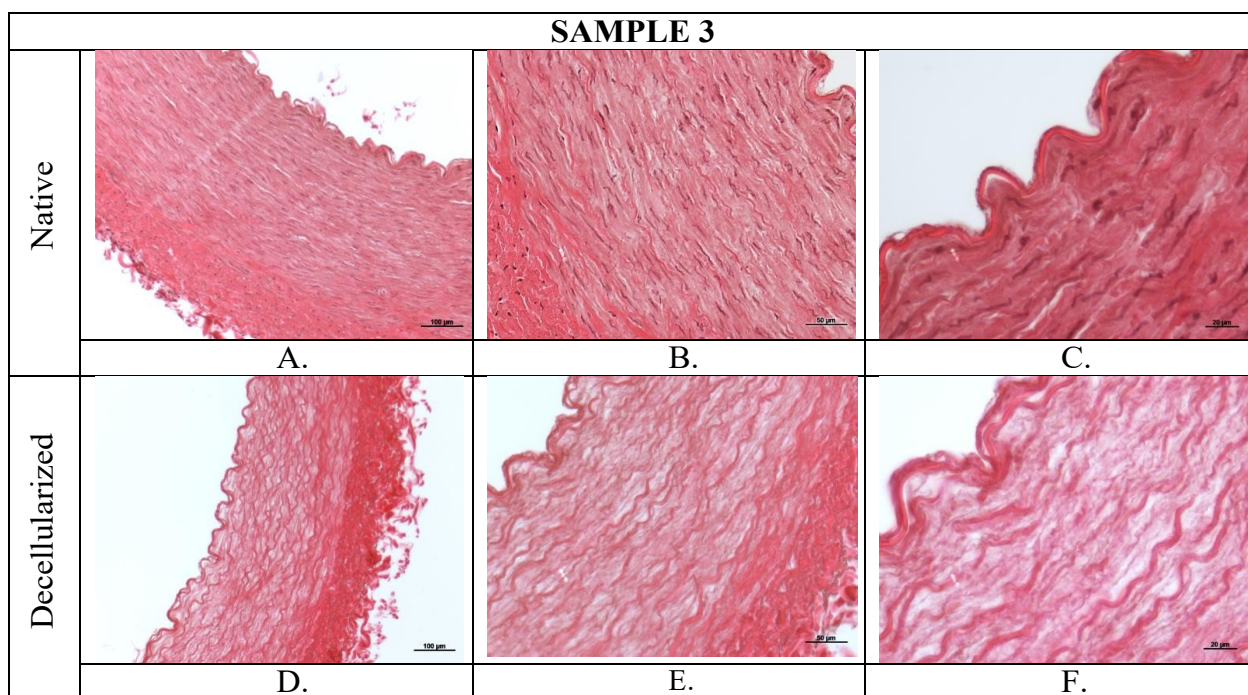 SAMPLE 3
Native
100 µm
50 µm
20 µm
A.
B.
C.
Decellularized
100 µm
50 µm
20 µm
D.
E.
F.